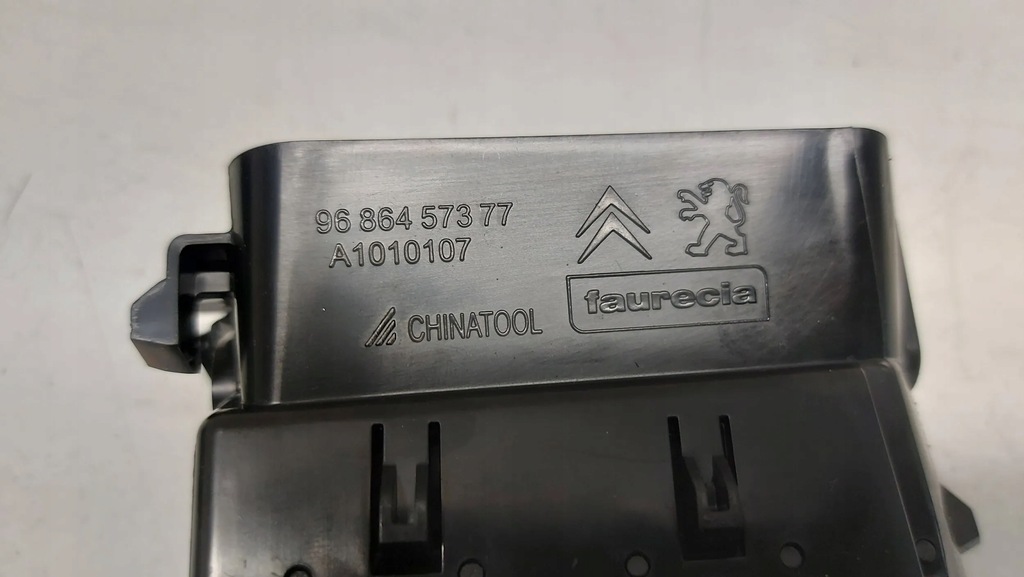 96 864 573 77
A1010107
CHINATOOL
faurecia